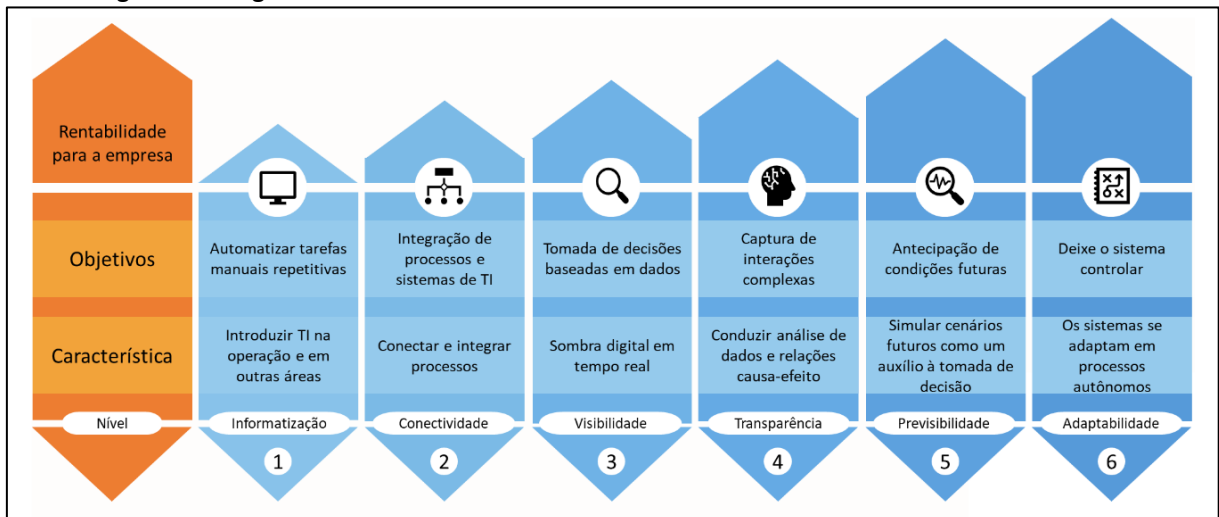 Rentabilidade
para a empresa
Objetivos
Automatizar tarefas
manuais repetitivas
Integração de
processos e
sistemas de TI
Tomada de decisões
baseadas em dados
Captura de
interações
complexas
Antecipação de
condições futuras
Deixe o sistema
controlar
Característica
Introduzir TI na
operação e em
outras áreas
Conectar e integrar
processos
Sombra digital em
tempo real
Conduzir análise de
dados e relações
causa-efeito
Simular cenários
futuros como um
auxílio à tomada de
decisão
Os sistemas se
adaptam em
processos
autônomos
Nível
Informatização
Conectividade
Visibilidade
Transparência
Previsibilidade
Adaptabilidade
1
2
3
4
5
6